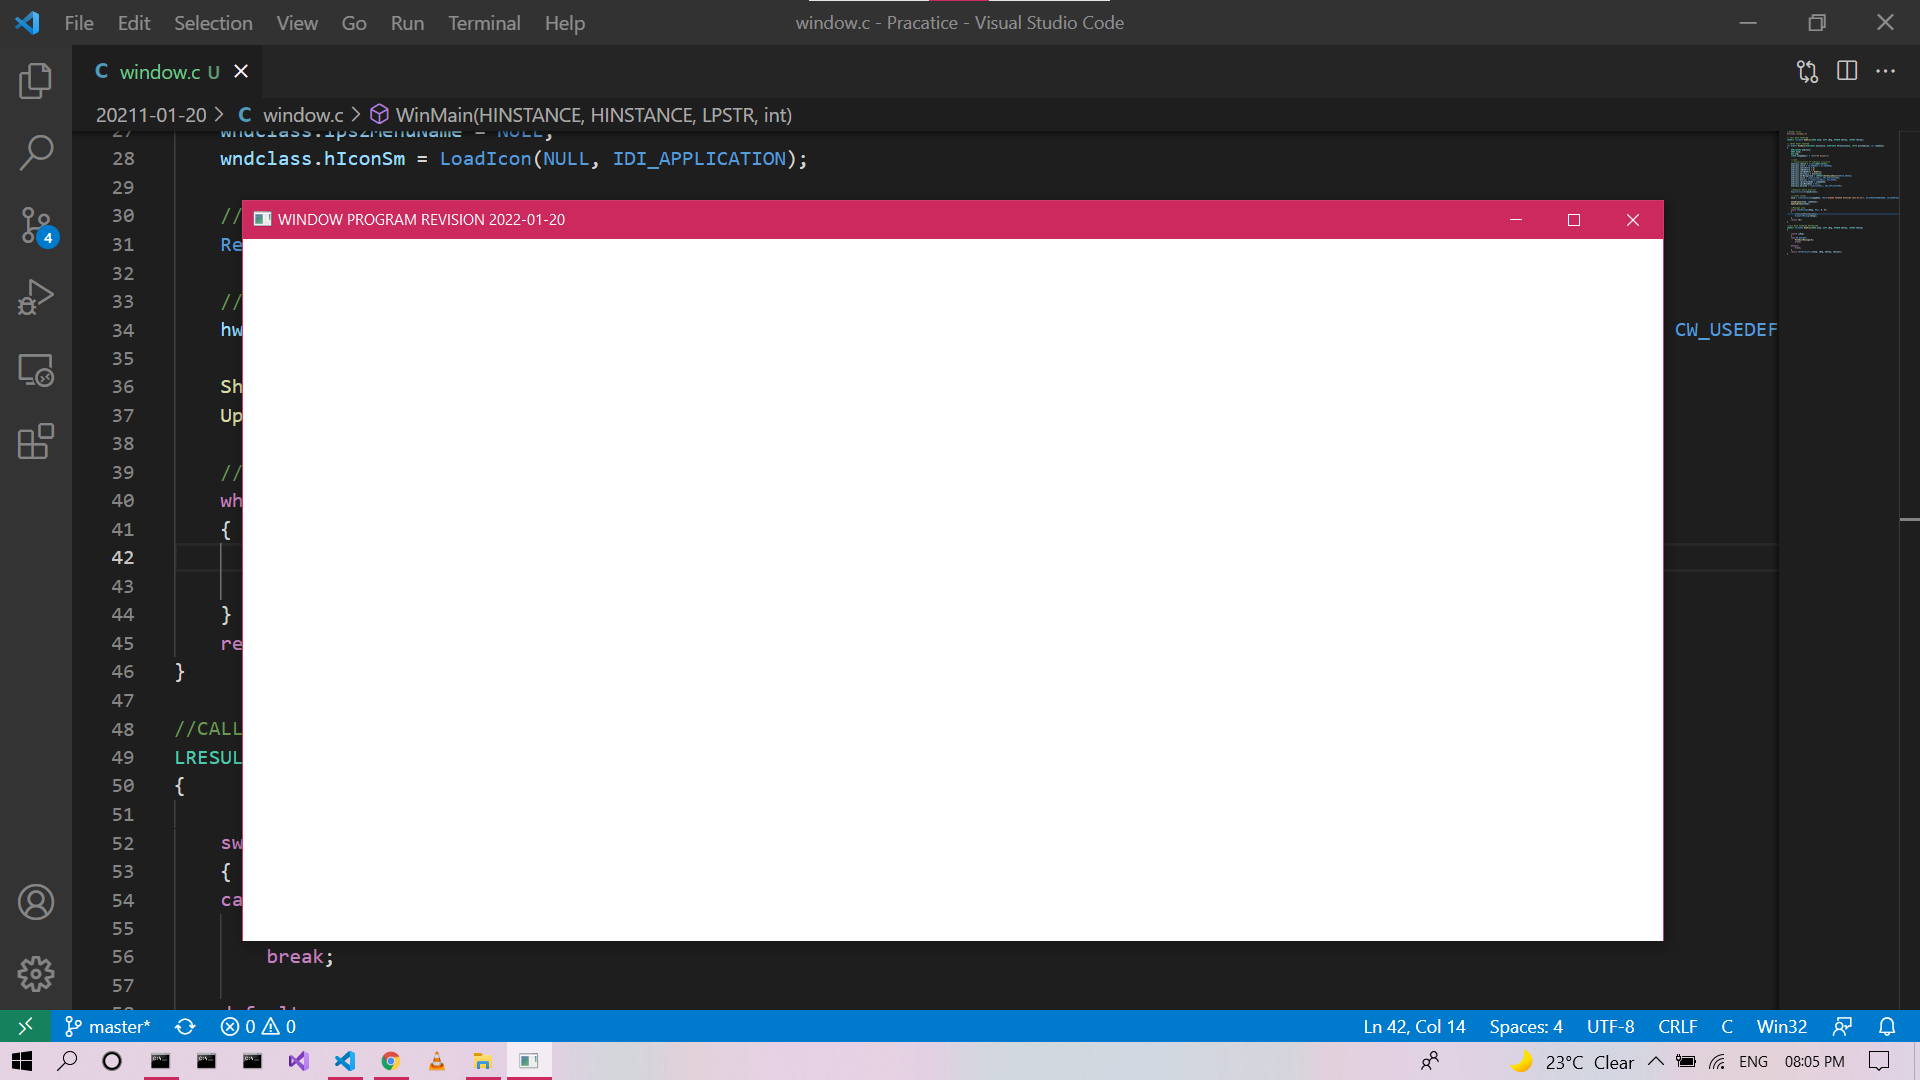 File Edit Selection View Go Run Terminal Help
window.c - Pracatice - Visual Studio Code
C window.c U
20211-01-20 > C window.c > WinMain(HINSTANCE, HINSTANCE, LPSTR, int)
27 wndclass.lpszMenuName = NULL;
28 wndclass.hIconSm = LoadIcon(NULL, IDI_APPLICATION);
29
WINDOW PROGRAM REVISION 2022-01-20
30 //
31 Re
32
33 //
34 hw CW_USEDEF
35
36 Sh
37 Up
38
39 //
40 wh
41 {
42
43
44 }
45 re
46 }
47
48 //CALL
49 LRESUL
50 {
51
52 sw
53 {
54 ca
55
56 break;
57
4
master* 0 0
Ln 42, Col 14 Spaces: 4 UTF-8 CRLF C Win32
23°C Clear ENG 08:05 PM